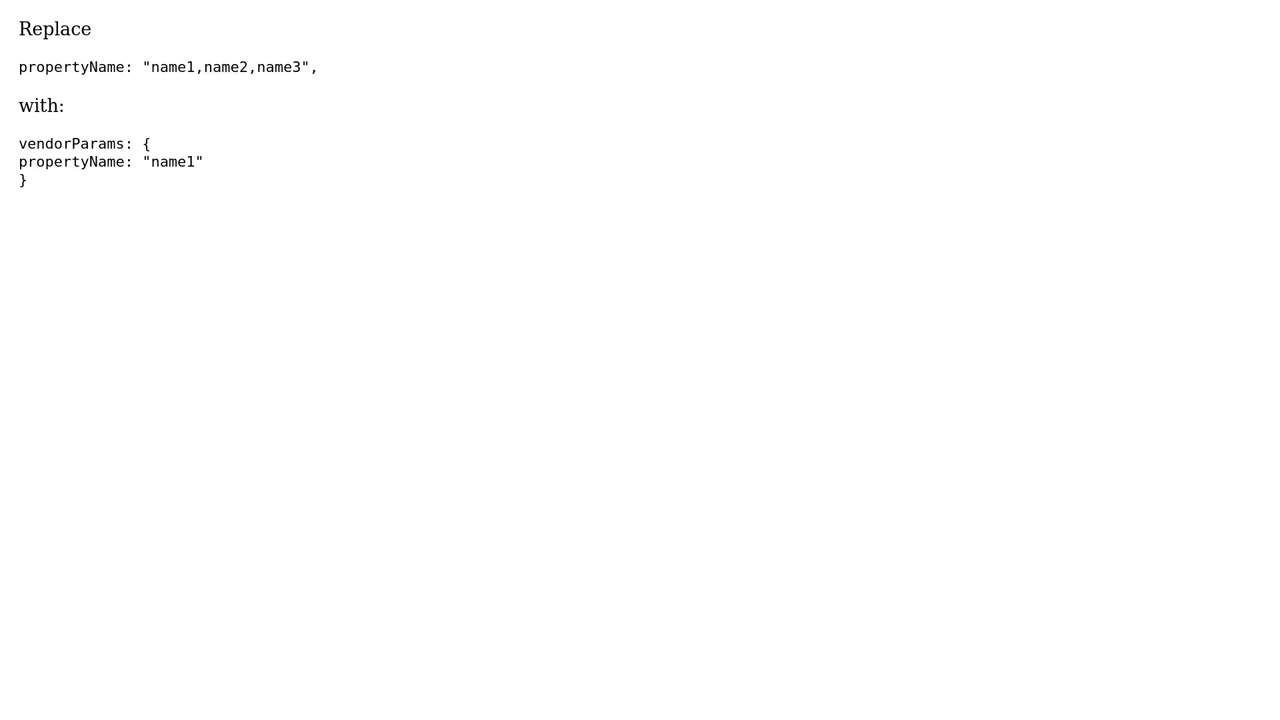 Replace
propertyName: "name1,name2,name3",
with:
vendorParams: {
propertyName: "name1"
}